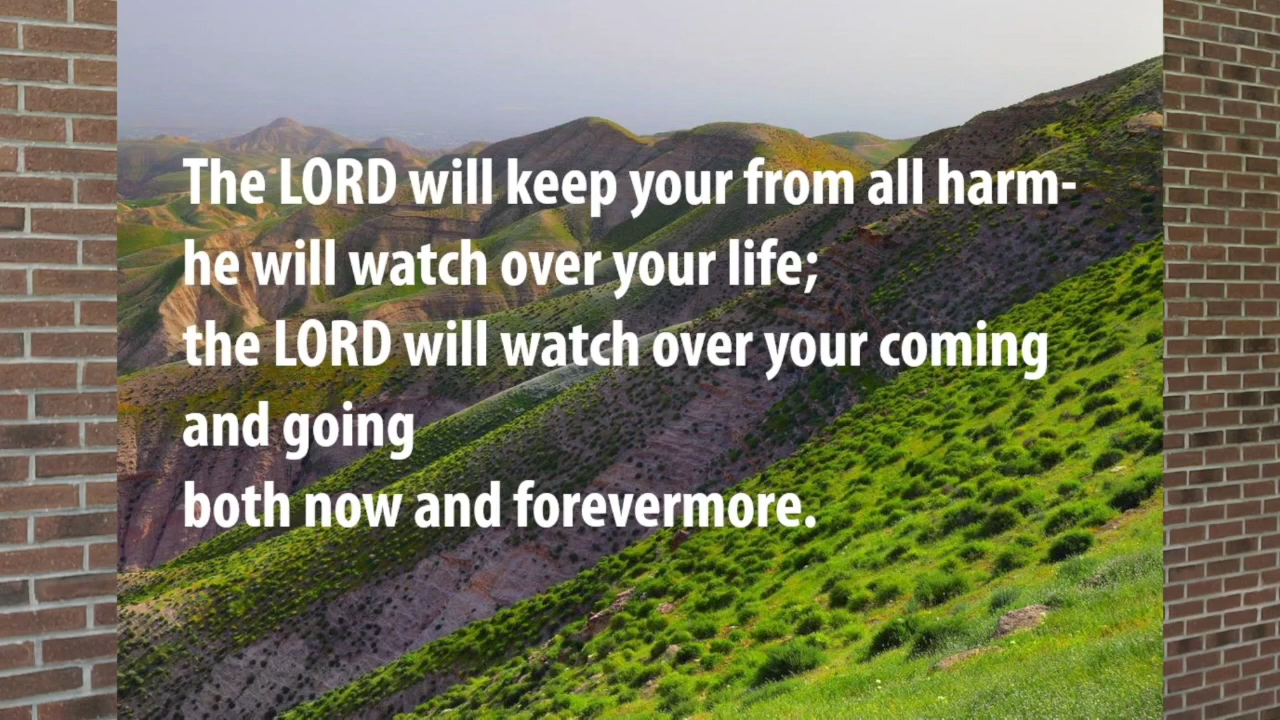 The LORD will keep your from all harm-
he will watch over your life;
the LORD will watch over your coming
and going
both now and forevermore.